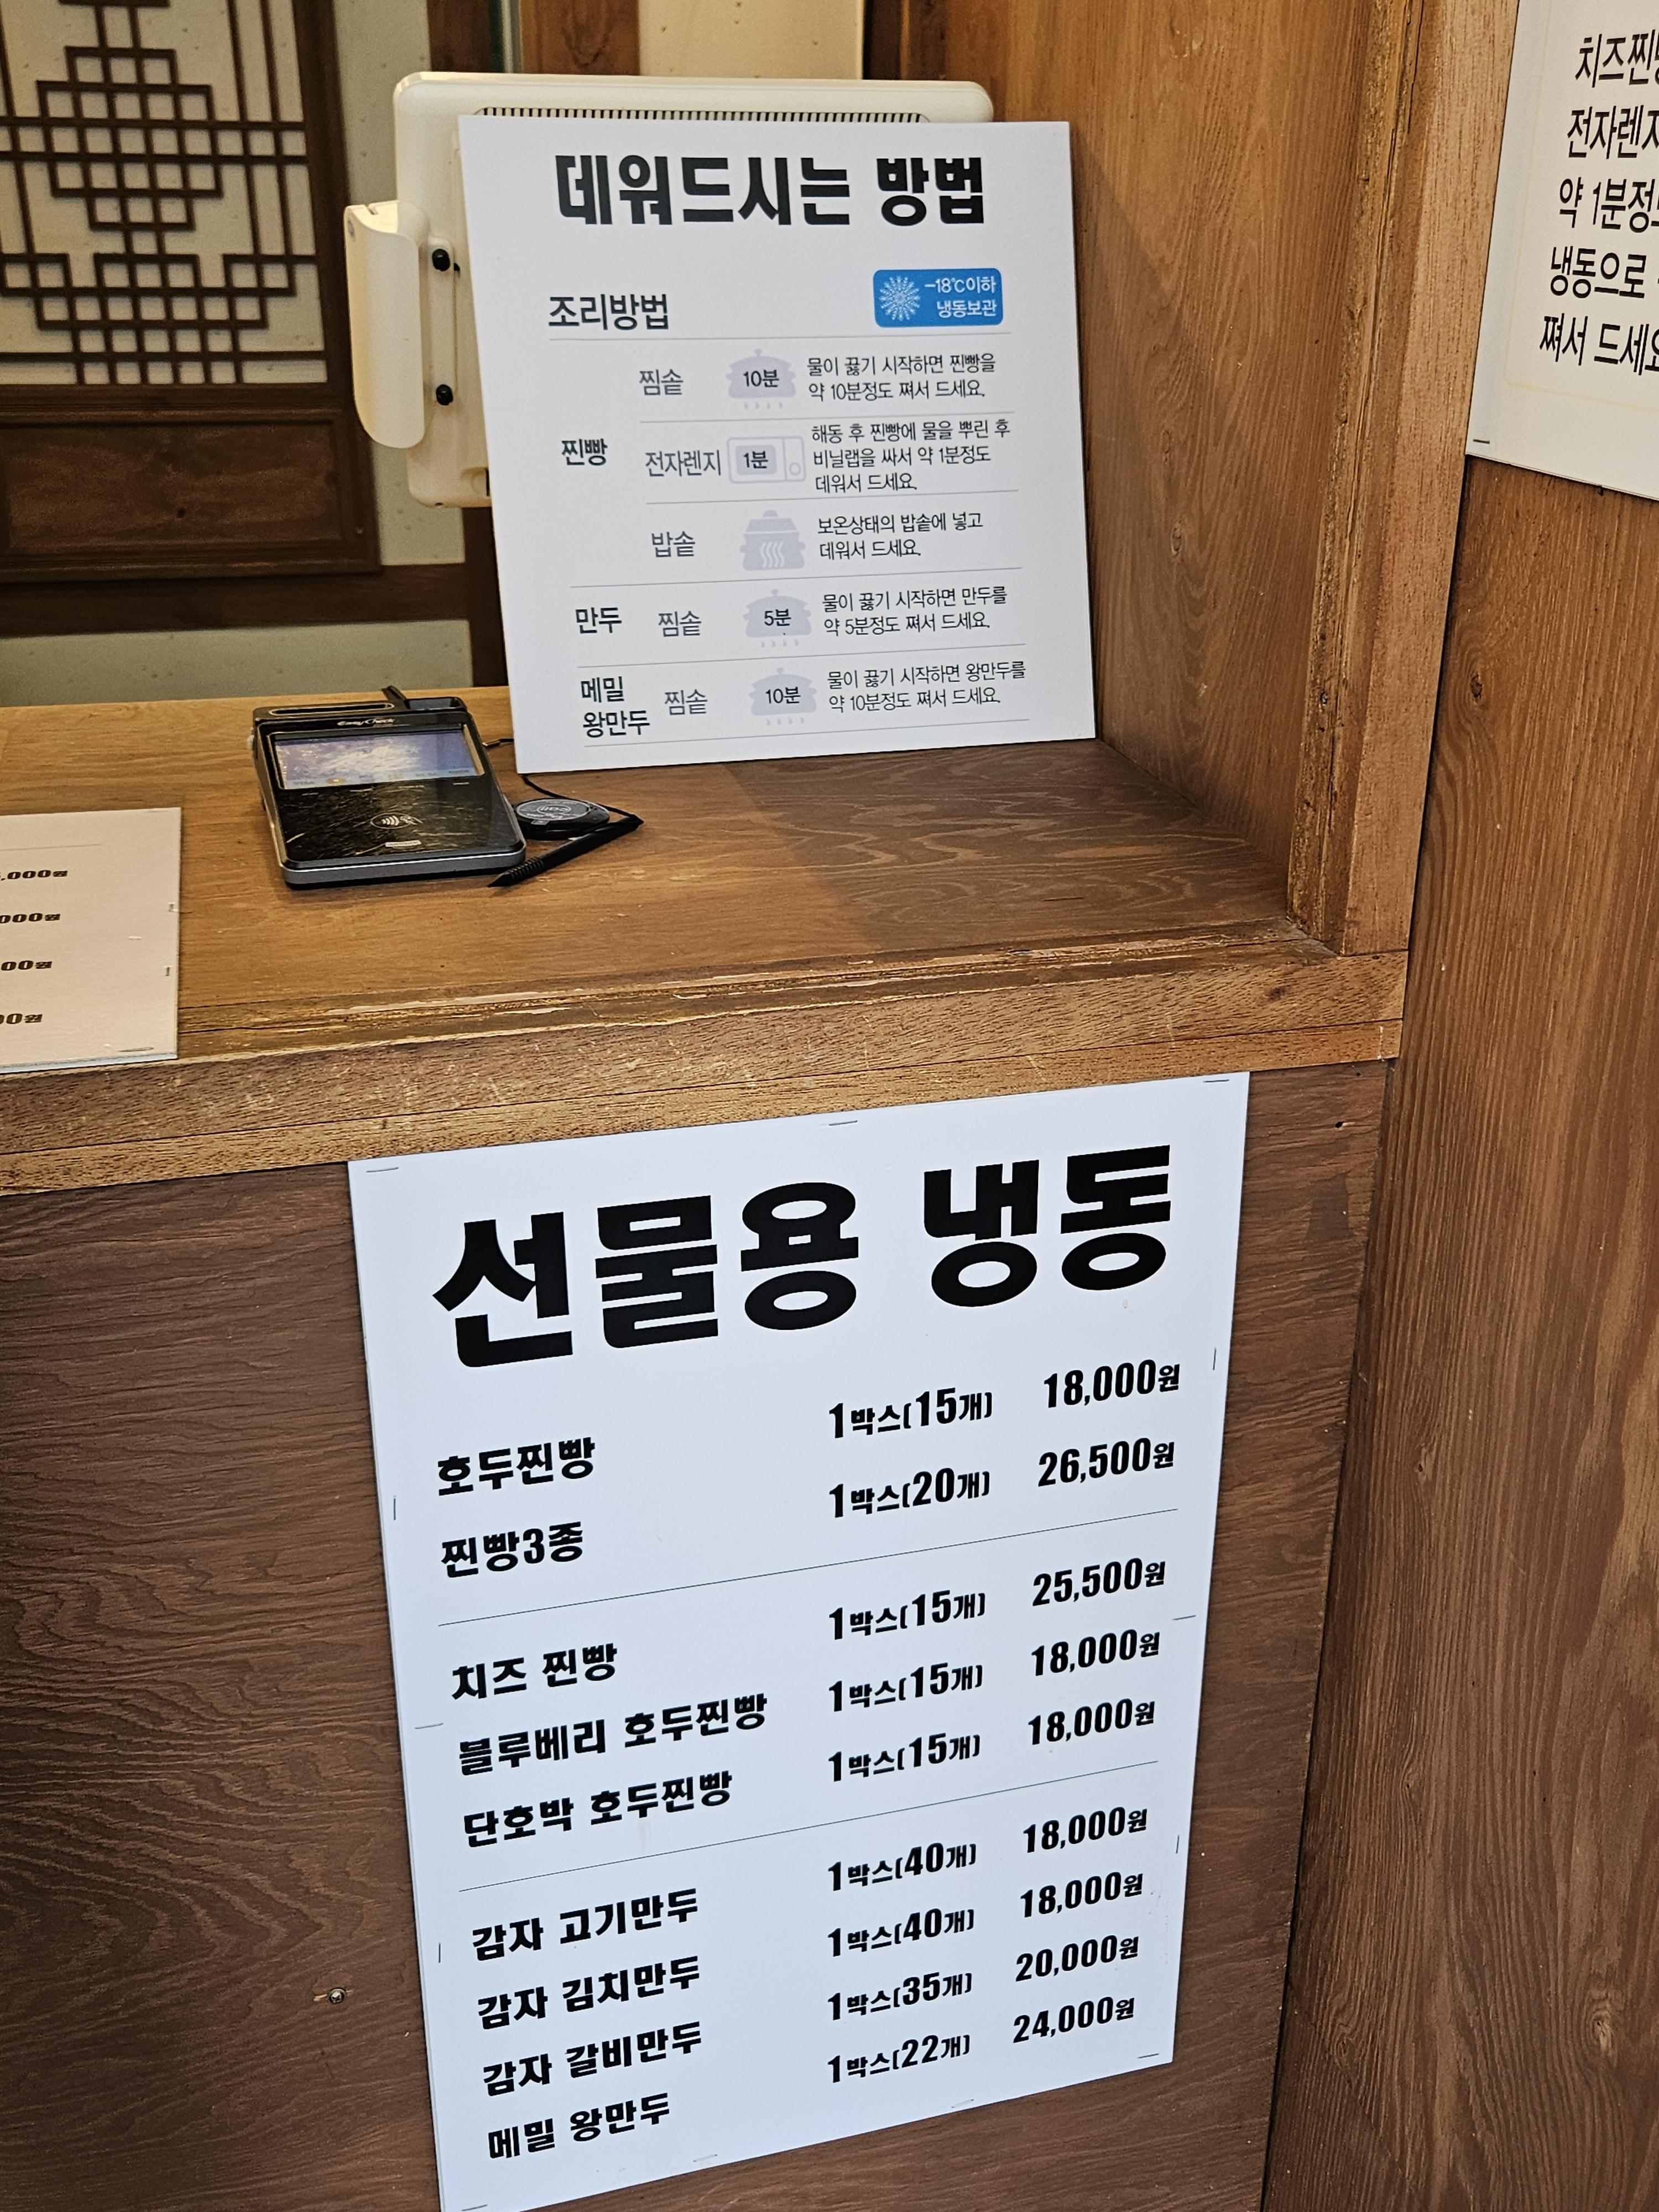 데워드시는 방법
조리방법
-18℃이하
냉동보관
찐빵
찜솥 10분 물이 끓기 시작하면 찐빵을
약 10분정도 쪄서 드세요.
전자렌지 1분 해동 후 찐빵에 물을 뿌린 후
비닐랩을 싸서 약 1분정도
데워서 드세요.
밥솥 보온상태의 밥솥에 넣고
데워서 드세요.
만두 찜솥 5분 물이 끓기 시작하면 만두를
약 5분정도 쪄서 드세요.
메밀
왕만두 찜솥 10분 물이 끓기 시작하면 왕만두를
약 10분정도 쪄서 드세요.
치즈찐
전자렌지
약 1분정
냉동으로
쪄서 드세요
EasyCheck
,000원
000원
00원
00원
선물용 냉동
호두찐빵 1박스(15개) 18,000원
찐빵3종 1박스(20개) 26,500원
치즈 찐빵 1박스(15개) 25,500원
블루베리 호두찐빵 1박스(15개) 18,000원
단호박 호두찐빵 1박스(15개) 18,000원
감자 고기만두 1박스(40개) 18,000원
감자 김치만두 1박스(40개) 18,000원
감자 갈비만두 1박스(35개) 20,000원
메밀 왕만두 1박스(22개) 24,000원